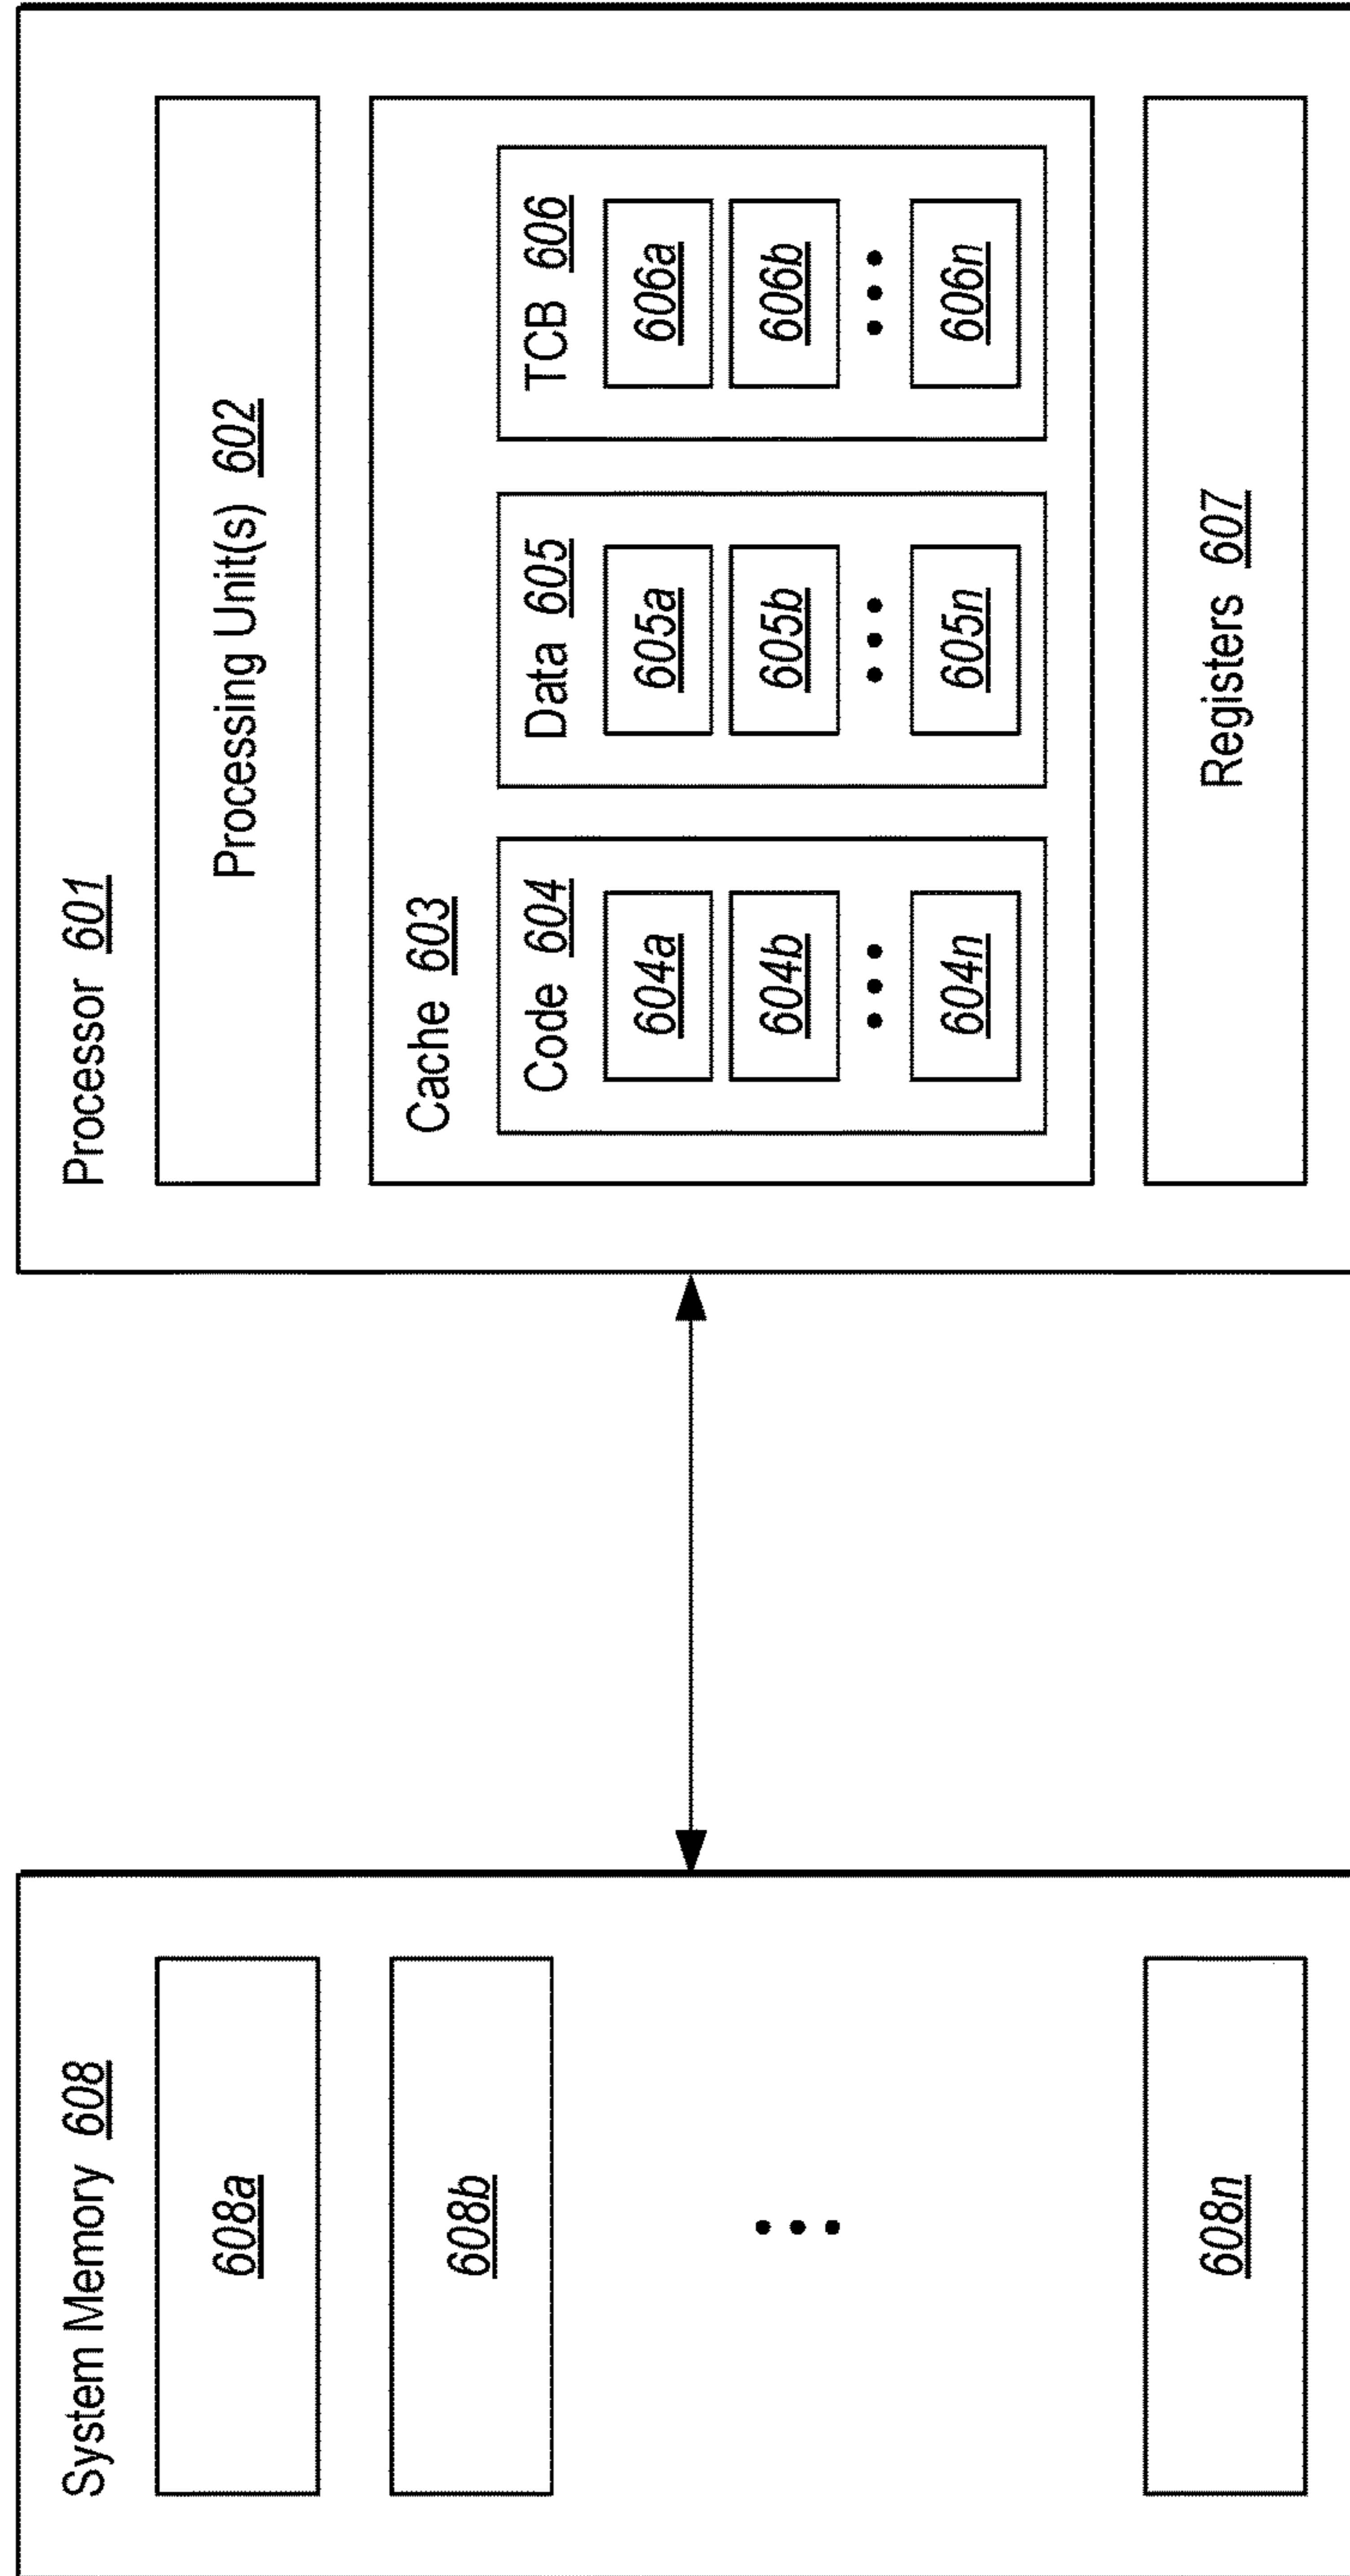 System Memory 608
608a
608b
608n
Processor 601
Processing Unit(s) 602
Cache 603
Code 604
604a
604b
604n
Data 605
605a
605b
605n
TCB 606
606a
606b
606n
Registers 607